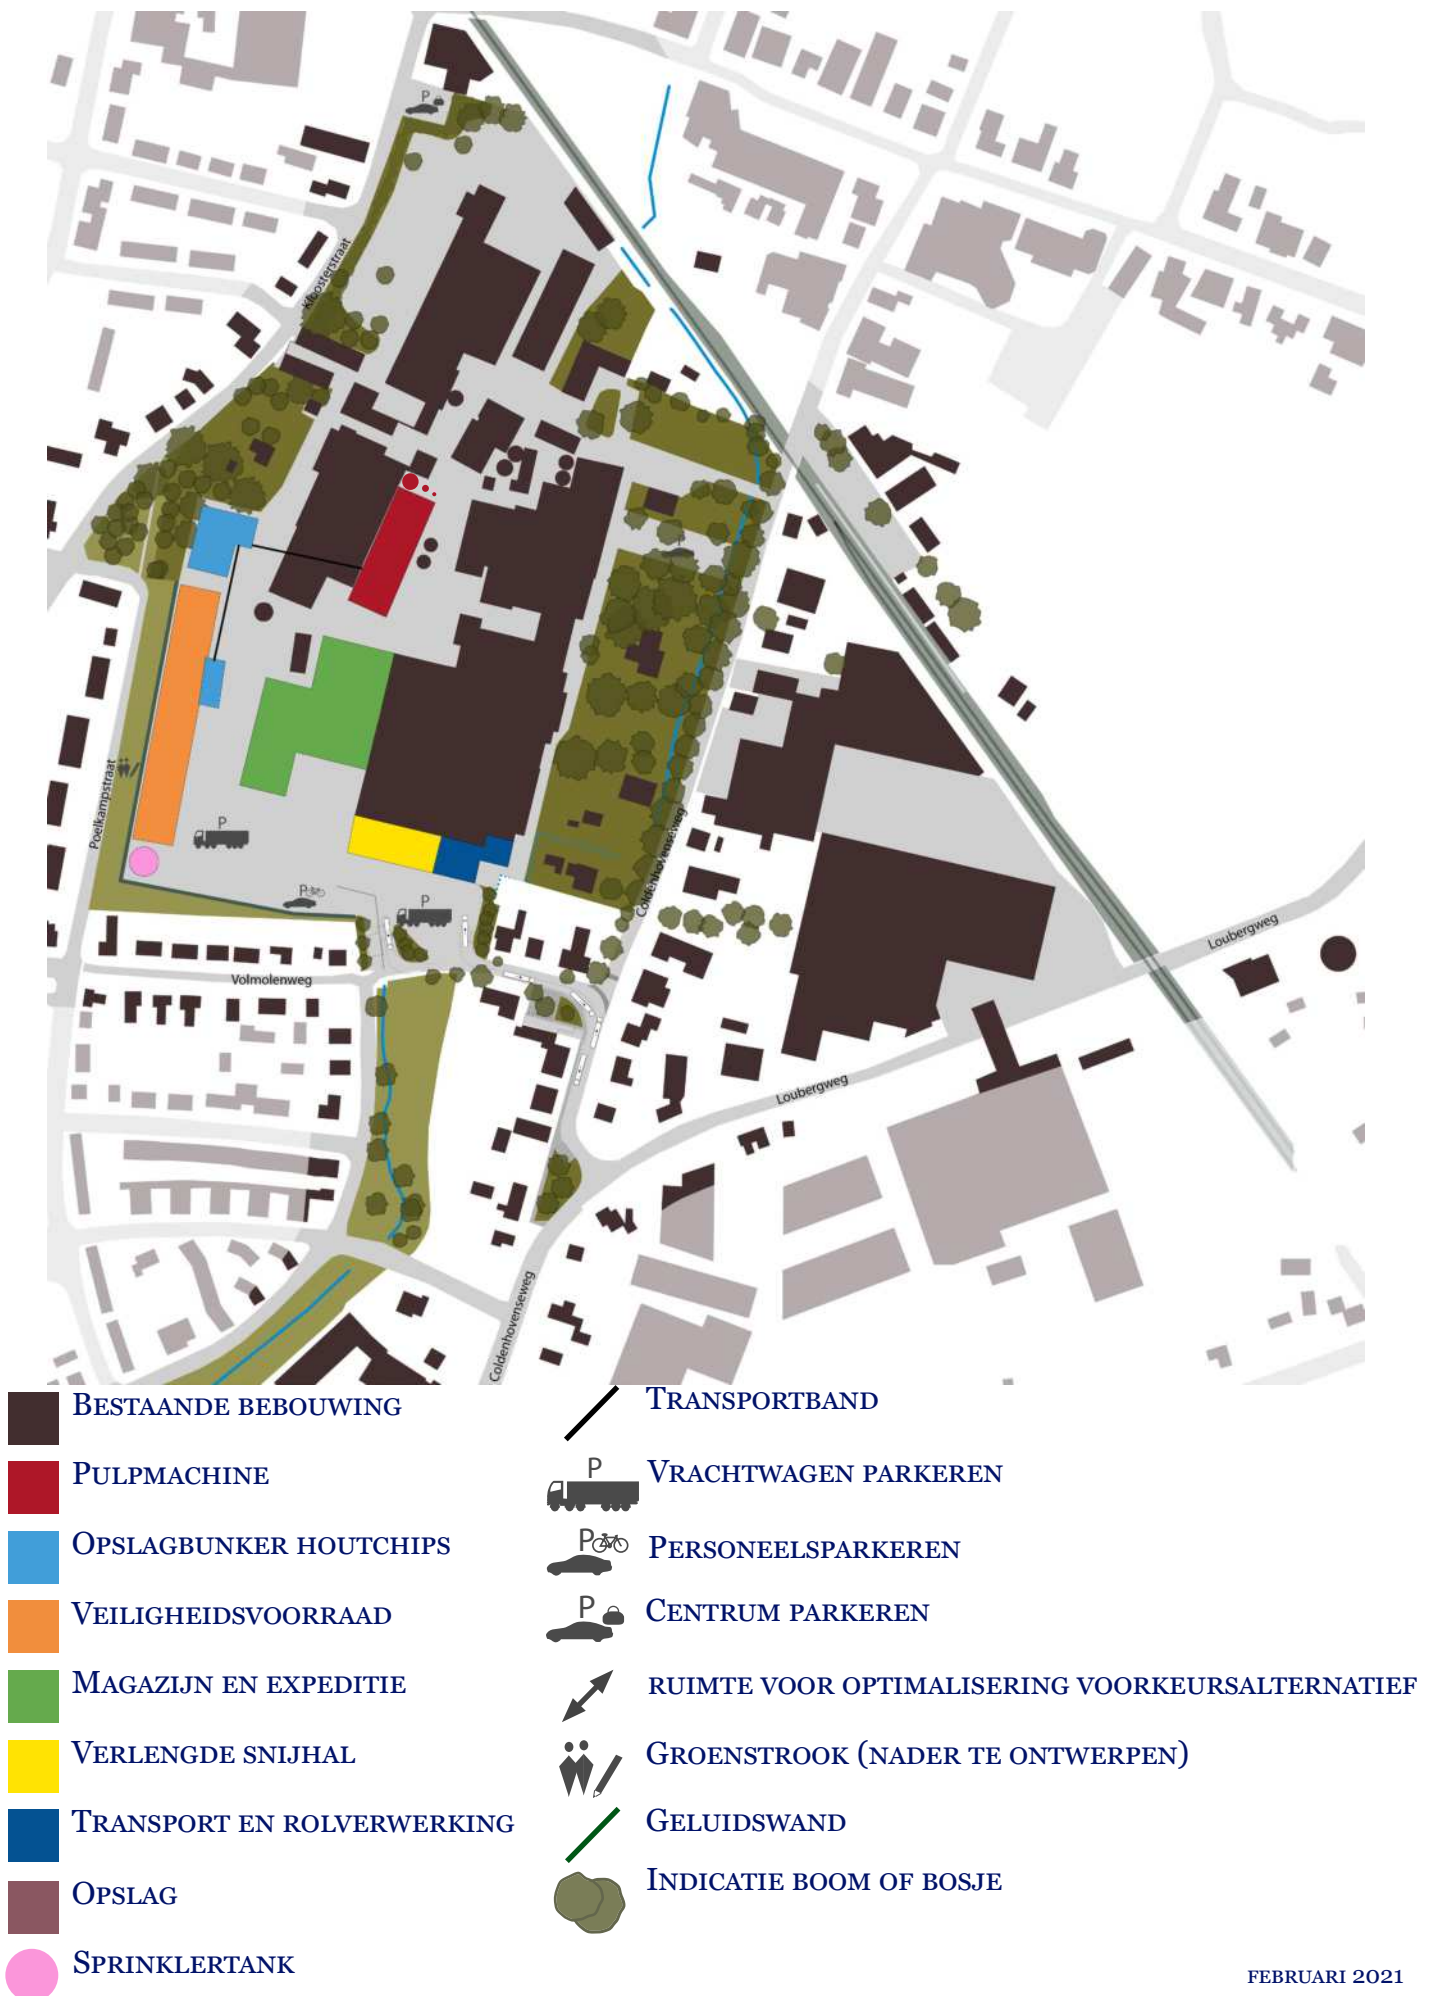 P
Kloosterstraat
P
Poelkampstraat
P
P
P
Coldenhovenseweg
Volmolenweg
Loubergweg
Loubergweg
Coldenhovenseweg
Bestaande bebouwing
Pulpmachine
Opslagbunker houtchips
Veiligheidsvoorraad
Magazijn en expeditie
Verlengde snijhal
Transport en rolverwerking
Opslag
Sprinklertank
Transportband
P
Vrachtwagen parkeren
P
Personeelsparkeren
P
Centrum parkeren
ruimte voor optimalisering voorkeursalternatief
Groenstrook (nader te ontwerpen)
Geluidswand
Indicatie boom of bosje
februari 2021